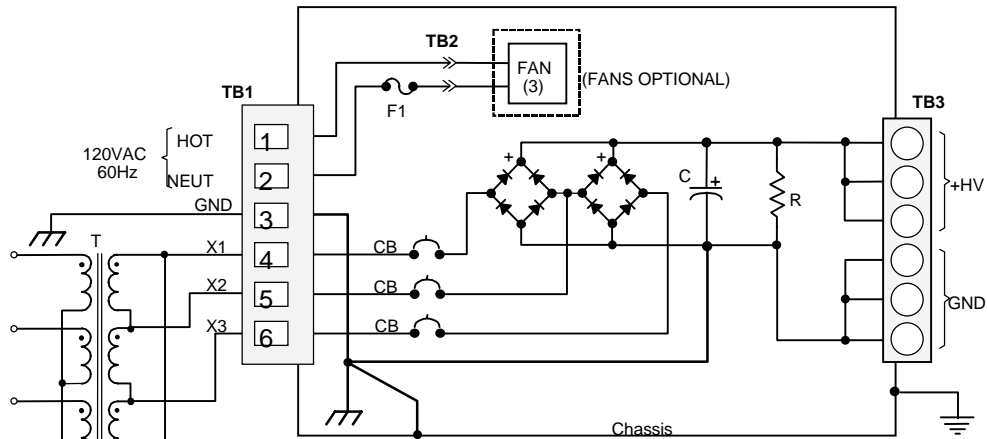 TB2
FAN
(3)
(FANS OPTIONAL)
F1
TB1
TB3
120VAC
60Hz
HOT
NEUT
GND
1
2
3
4
5
6
T
X1
X2
X3
CB
CB
CB
+
+
C
+
R
+HV
GND
Chassis